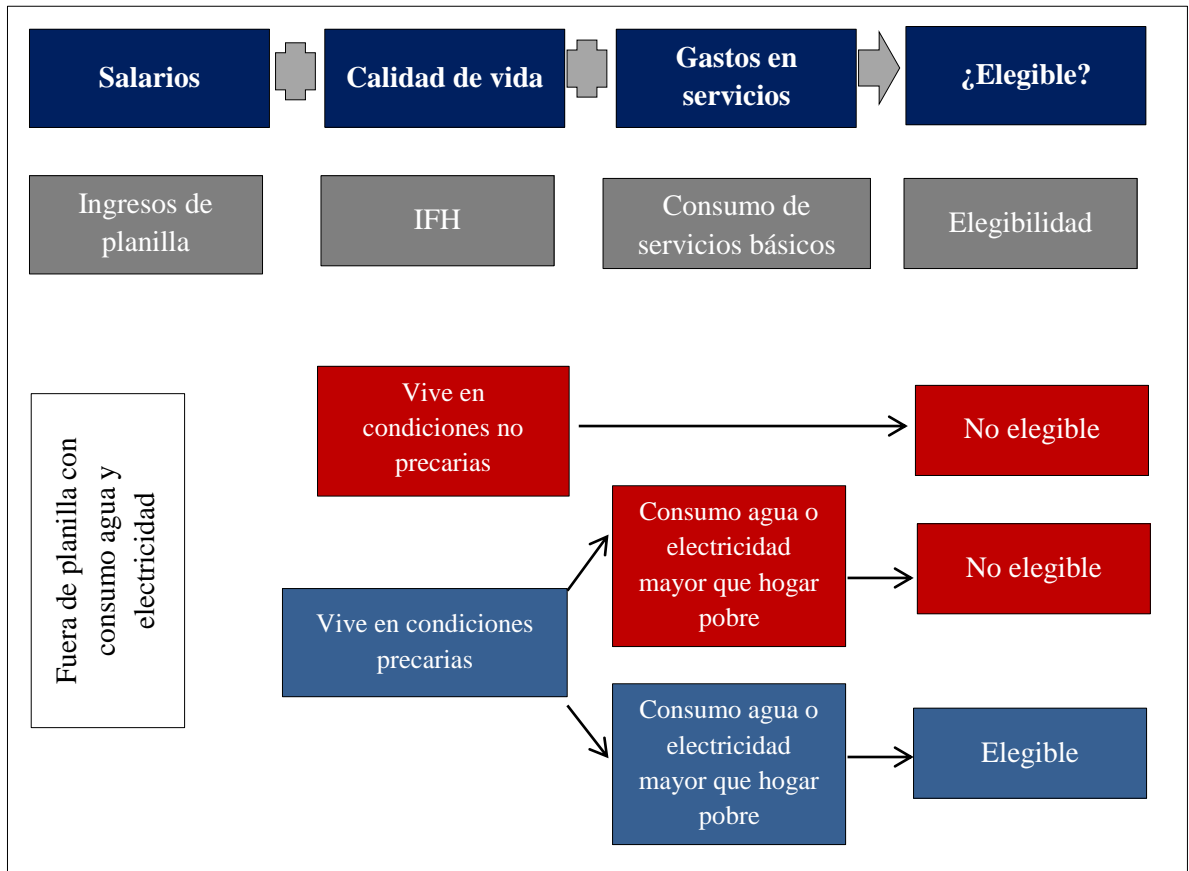 Salarios
Calidad de vida
Gastos en
servicios
¿Elegible?
Ingresos de
planilla
IFH
Consumo de
servicios básicos
Elegibilidad
Fuera de planilla con
consumo agua y
electricidad
Vive en
condiciones no
precarias
No elegible
Vive en condiciones
precarias
Consumo agua o
electricidad
mayor que hogar
pobre
No elegible
Consumo agua o
electricidad
mayor que hogar
pobre
Elegible